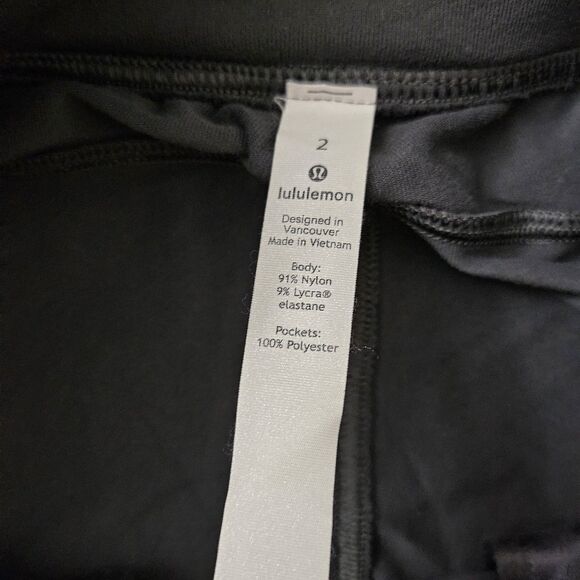 2
lululemon
Designed in
Vancouver
Made in Vietnam
Body:
91% Nylon
9% Lycra®
elastane
Pockets:
100% Polyester